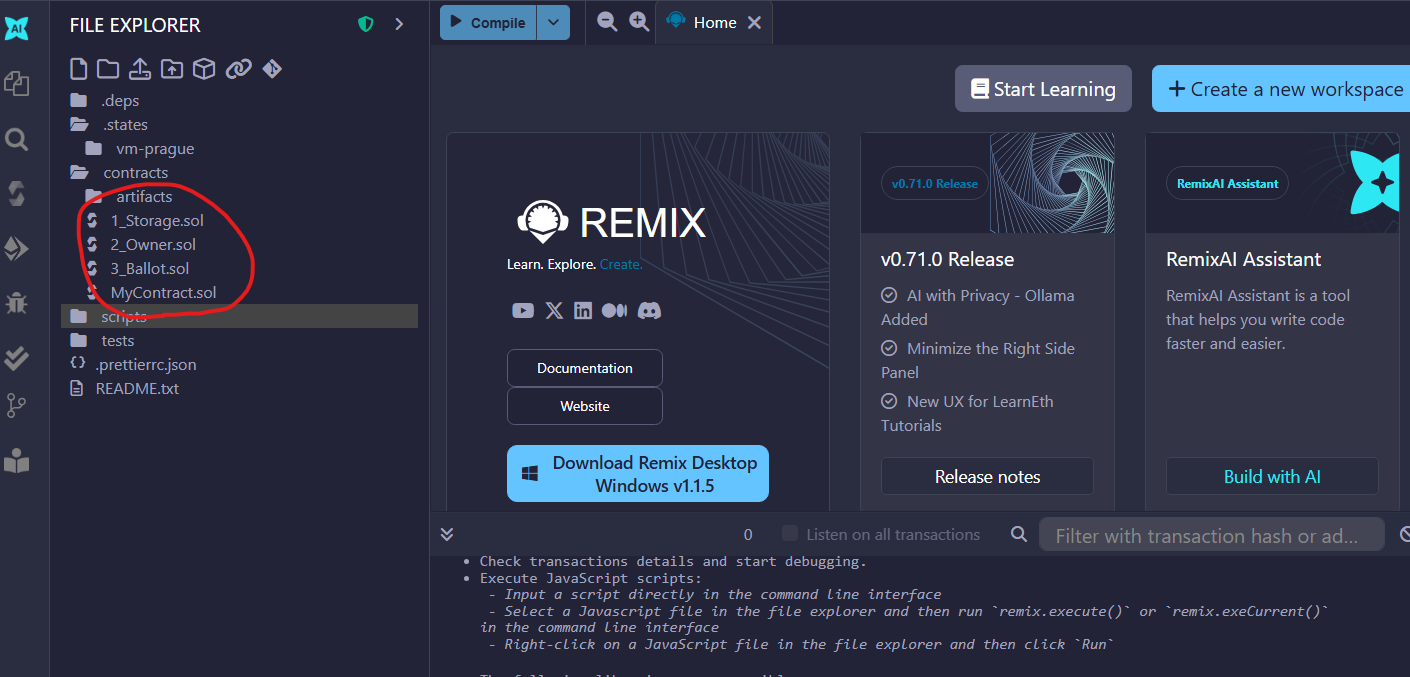 FILE EXPLORER
.deps
.states
vm-prague
contracts
artifacts
1_Storage.sol
2_Owner.sol
3_Ballot.sol
MyContract.sol
scripts
tests
.prettierrc.json
README.txt
Compile
Home
Start Learning
Create a new workspace
REMIX
Learn. Explore. Create.
Documentation
Website
Download Remix Desktop
Windows v1.1.5
v0.71.0 Release
v0.71.0 Release
AI with Privacy - Ollama
Added
Minimize the Right Side
Panel
New UX for LearnEth
Tutorials
Release notes
RemixAI Assistant
RemixAI Assistant
RemixAI Assistant is a tool
that helps you write code
faster and easier.
Build with AI
0 Listen on all transactions Filter with transaction hash or ad...
• Check transactions details and start debugging.
• Execute JavaScript scripts:
- Input a script directly in the command line interface
- Select a Javascript file in the file explorer and then run `remix.execute()` or `remix.exeCurrent()`
in the command line interface
- Right-click on a JavaScript file in the file explorer and then click `Run`